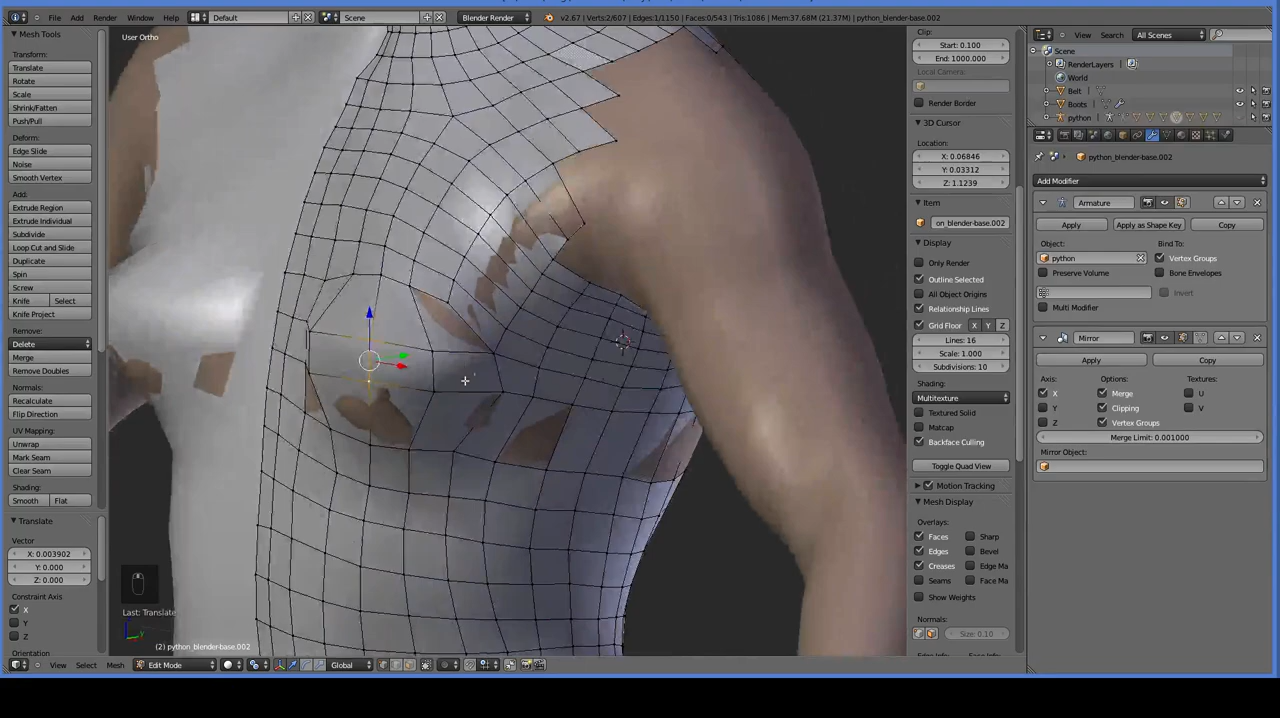 File Add Render Window Help Default Scene Blender Render v2.67 | Verts:2/607 | Edges:1/1150 | Faces:0/543 | Tris:1086 | Mem:37.68M (21.37M) | python_blender-base.002
Mesh Tools
Transform:
Translate
Rotate
Scale
Shrink/Fatten
Push/Pull
Deform:
Edge Slide
Noise
Smooth Vertex
Add:
Extrude Region
Extrude Individual
Subdivide
Loop Cut and Slide
Duplicate
Spin
Screw
Knife Select
Knife Project
Remove:
Delete
Merge
Remove Doubles
Normals:
Recalculate
Flip Direction
UV Mapping:
Unwrap
Mark Seam
Clear Seam
Shading:
Smooth Flat
Translate
Vector
X: 0.003902
Y: 0.000
Z: 0.000
Constraint Axis
X
Y
Z
Orientation
User Ortho
Last: Translate
(2) python_blender-base.002
View Select Mesh Edit Mode Global
Clip:
Start: 0.100
End: 1000.000
Local Camera:
Render Border
3D Cursor
Location:
X: 0.06846
Y: 0.03312
Z: 1.1239
Item
on_blender-base.002
Display
Only Render
Outline Selected
All Object Origins
Relationship Lines
Grid Floor X Y Z
Lines: 16
Scale: 1.000
Subdivisions: 10
Shading:
Multitexture
Textured Solid
Matcap
Backface Culling
Toggle Quad View
Motion Tracking
Mesh Display
Overlays:
Faces Sharp
Edges Bevel
Creases Edge Ma
Seams Face Ma
Show Weights
Normals:
Size: 0.10
View Search All Scenes
Scene
RenderLayers
World
Belt
Boots
python
python_blender-base.002
Add Modifier
Armature
Apply Apply as Shape Key Copy
Object: Bind To:
python Vertex Groups
Preserve Volume Bone Envelopes
Invert
Multi Modifier
Mirror
Apply Copy
Axis: Options: Textures:
X Merge U
Y Clipping V
Z Vertex Groups
Merge Limit: 0.001000
Mirror Object: